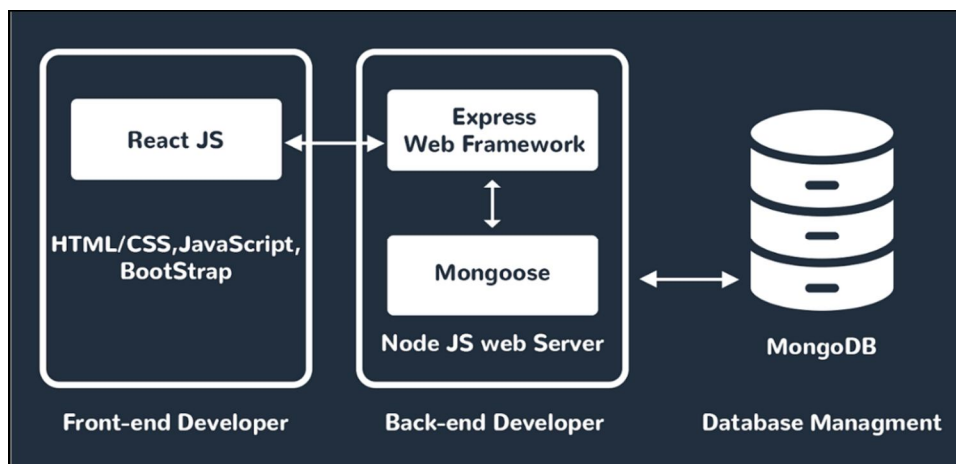 React JS
HTML/CSS,JavaScript,
BootStrap
Front-end Developer
Express
Web Framework
Mongoose
Node JS web Server
Back-end Developer
MongoDB
Database Managment